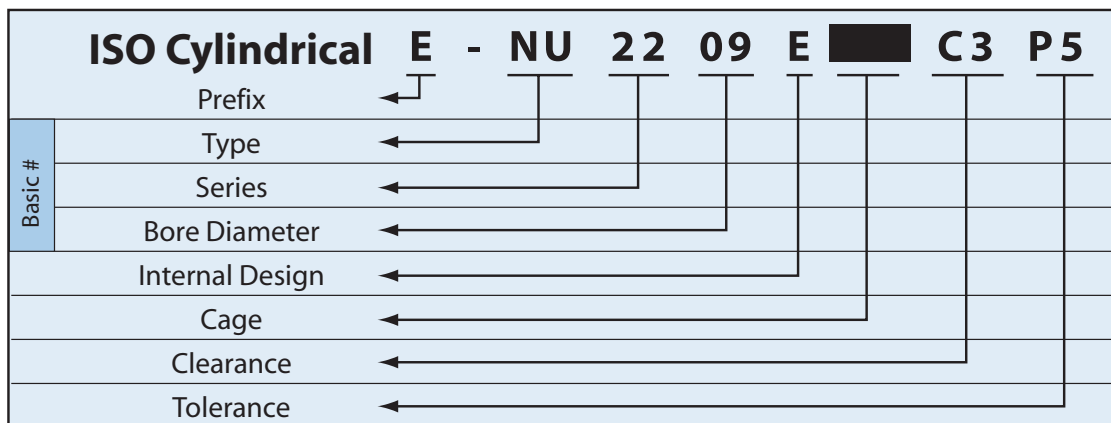 ISO Cylindrical E - NU 22 09 E C3 P5
Prefix
Basic #
Type
Series
Bore Diameter
Internal Design
Cage
Clearance
Tolerance